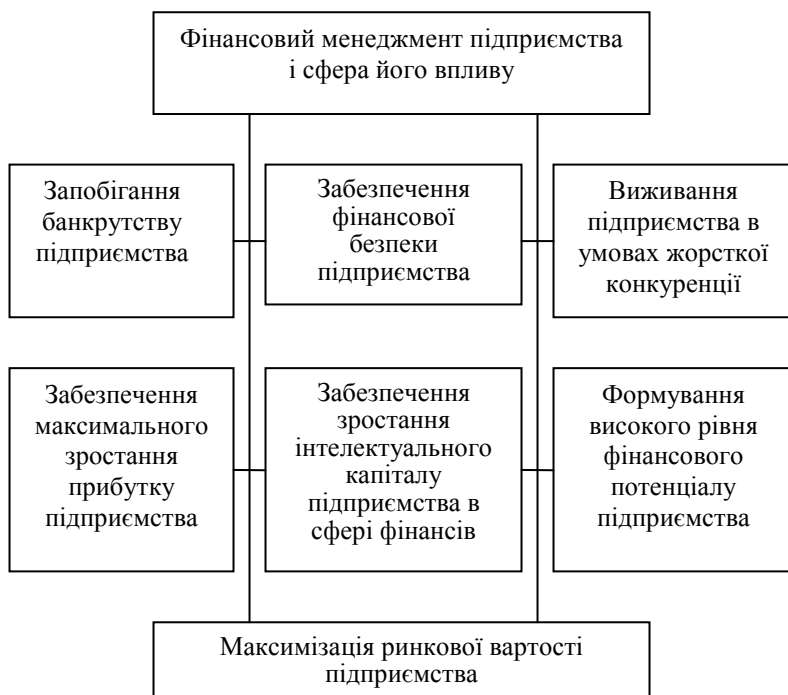 Фінансовий менеджмент підприємства
і сфера його впливу
Запобігання
банкрутству
підприємства
Забезпечення
фінансової
безпеки
підприємства
Виживання
підприємства в
умовах жорсткої
конкуренції
Забезпечення
максимального
зростання
прибутку
підприємства
Забезпечення
зростання
інтелектуального
капіталу
підприємства в
сфері фінансів
Формування
високого рівня
фінансового
потенціалу
підприємства
Максимізація ринкової вартості
підприємства